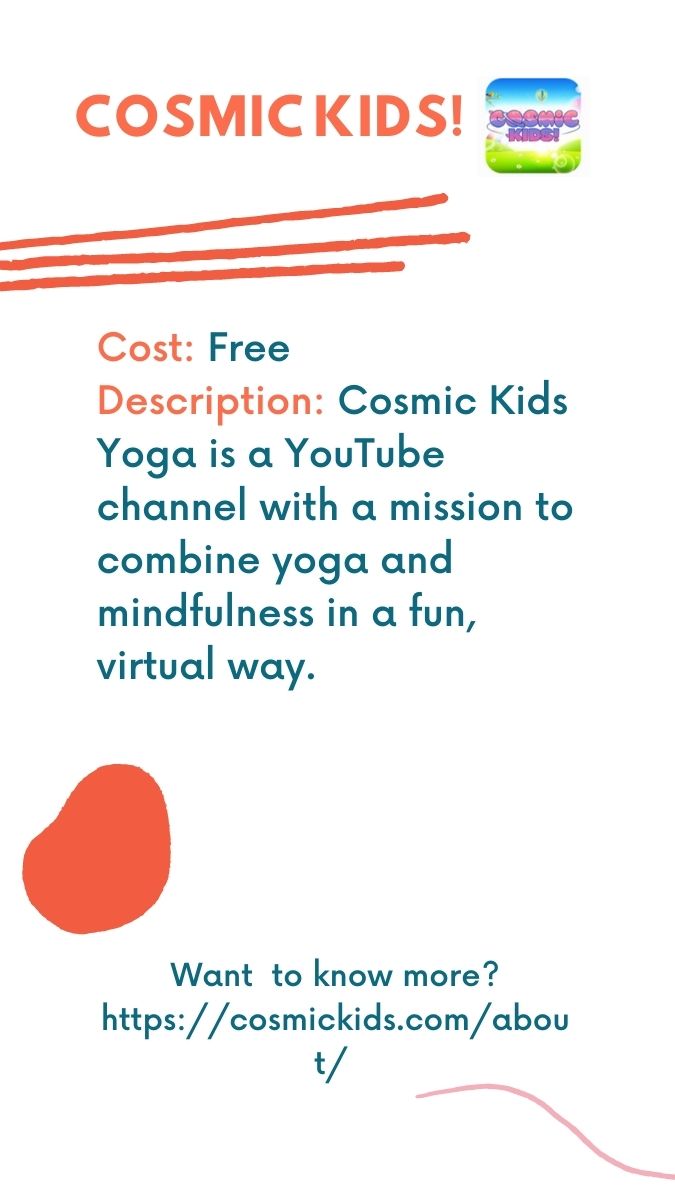 COSMIC KIDS!
COSMIC
KIDS!
Cost: Free
Description: Cosmic Kids
Yoga is a YouTube
channel with a mission to
combine yoga and
mindfulness in a fun,
virtual way.
Want  to know more?
https://cosmickids.com/abou
t/